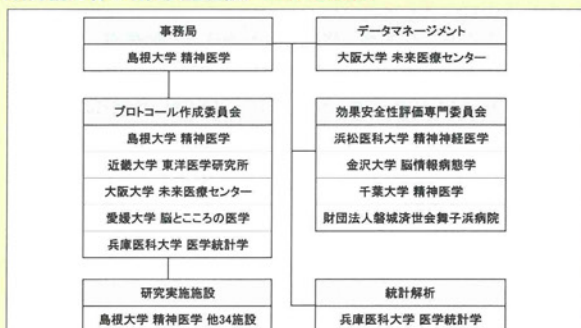 事務局
島根大学 精神医学
データマネージメント
大阪大学 未来医療センター
プロトコール作成委員会
島根大学 精神医学
近畿大学 東洋医学研究所
大阪大学 未来医療センター
愛媛大学 脳とこころの医学
兵庫医科大学 医学統計学
効果安全性評価専門委員会
浜松医科大学 精神神経医学
金沢大学 脳情報病態学
千葉大学 精神医学
財団法人磐城済世会舞子浜病院
研究実施施設
島根大学 精神医学 他34施設
統計解析
兵庫医科大学 医学統計学